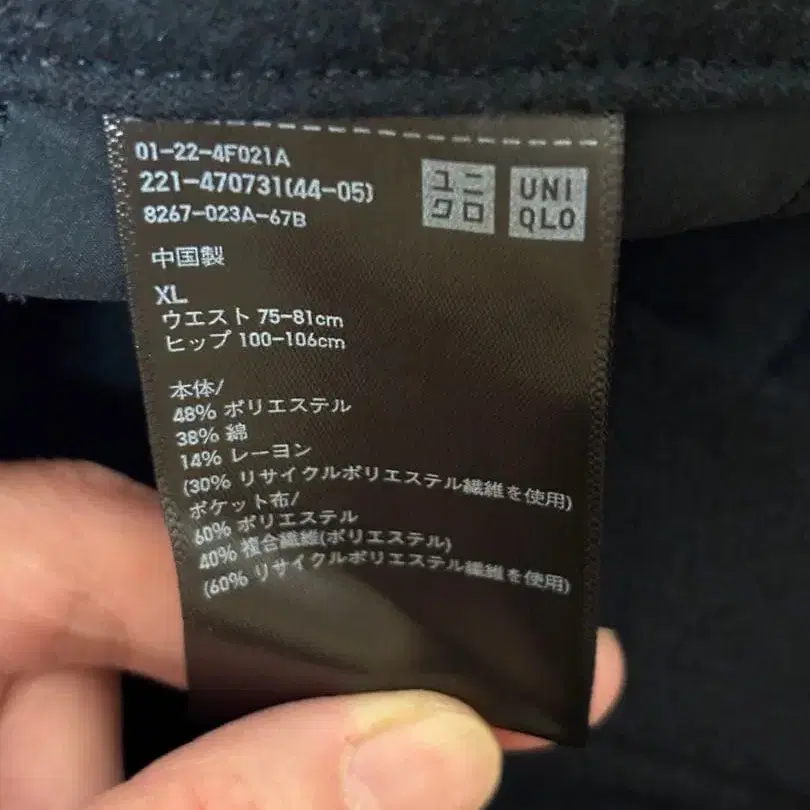 01-22-4F021A
221-470731(44-05)
8267-023A-67B
ユニ
クロ
UNI
QLO
中国製
XL
ウエスト 75-81cm
ヒップ 100-106cm
本体/
48% ポリエステル
38% 綿
14% レーヨン
(30% リサイクルポリエステル繊維を使用)
ポケット布/
60% ポリエステル
40% 複合繊維(ポリエステル)
(60% リサイクルポリエステル繊維を使用)